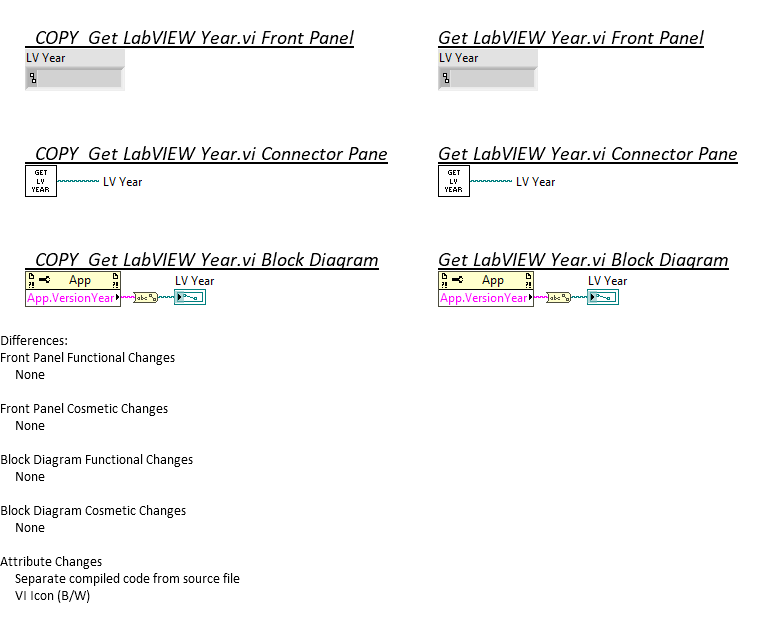 COPY Get LabVIEW Year.vi Front Panel
LV Year
Get LabVIEW Year.vi Front Panel
LV Year
COPY Get LabVIEW Year.vi Connector Pane
GET
LV
YEAR
LV Year
Get LabVIEW Year.vi Connector Pane
GET
LV
YEAR
LV Year
COPY Get LabVIEW Year.vi Block Diagram
App
App.VersionYear
abc
LV Year
Get LabVIEW Year.vi Block Diagram
App
App.VersionYear
abc
LV Year
Differences:
Front Panel Functional Changes
None
Front Panel Cosmetic Changes
None
Block Diagram Functional Changes
None
Block Diagram Cosmetic Changes
None
Attribute Changes
Separate compiled code from source file
VI Icon (B/W)